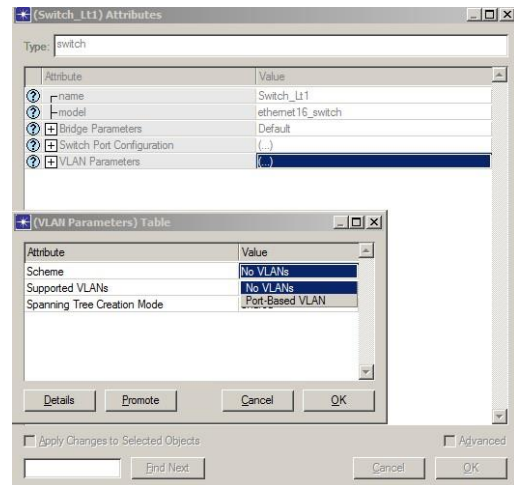 (Switch_Lt1) Attributes
Type: switch
Attribute Value
name Switch_Lt1
model ethernet16_switch
Bridge Parameters Default
Switch Port Configuration (...)
VLAN Parameters (...)
(VLAN Parameters) Table
Attribute Value
Scheme No VLANs
Supported VLANs No VLANs
Port-Based VLAN
Spanning Tree Creation Mode
Details Promote Cancel OK
Apply Changes to Selected Objects Advanced
Find Next Cancel OK